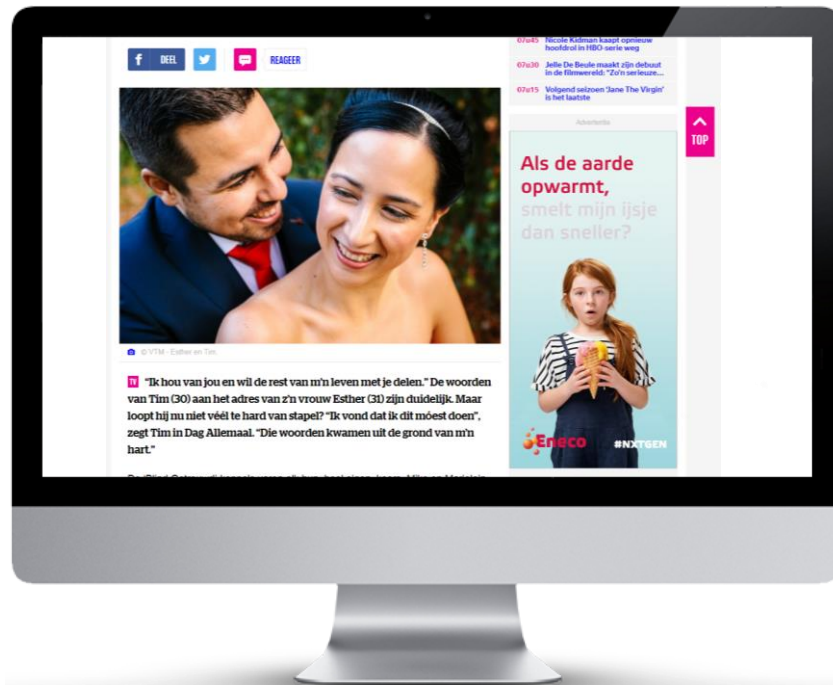 f DEEL
REAGEER
© VTM - Esther en Tim.
TV "Ik hou van jou en wil de rest van m'n leven met je delen." De woorden
van Tim (30) aan het adres van z'n vrouw Esther (31) zijn duidelijk. Maar
loopt hij nu niet véél te hard van stapel? "Ik vond dat ik dit móest doen",
zegt Tim in Dag Allemaal. "Die woorden kwamen uit de grond van m'n
hart."
07u45 Nicole Kidman kaapt opnieuw
hoofdrol in HBO-serie weg
07u30 Jelle De Beule maakt zijn debuut
in de filmwereld: "Zo'n serieuze...
07u15 Volgend seizoen 'Jane The Virgin'
is het laatste
Advertentie
Als de aarde
opwarmt,
smelt mijn ijsje
dan sneller?
Eneco #NXTGEN
TOP